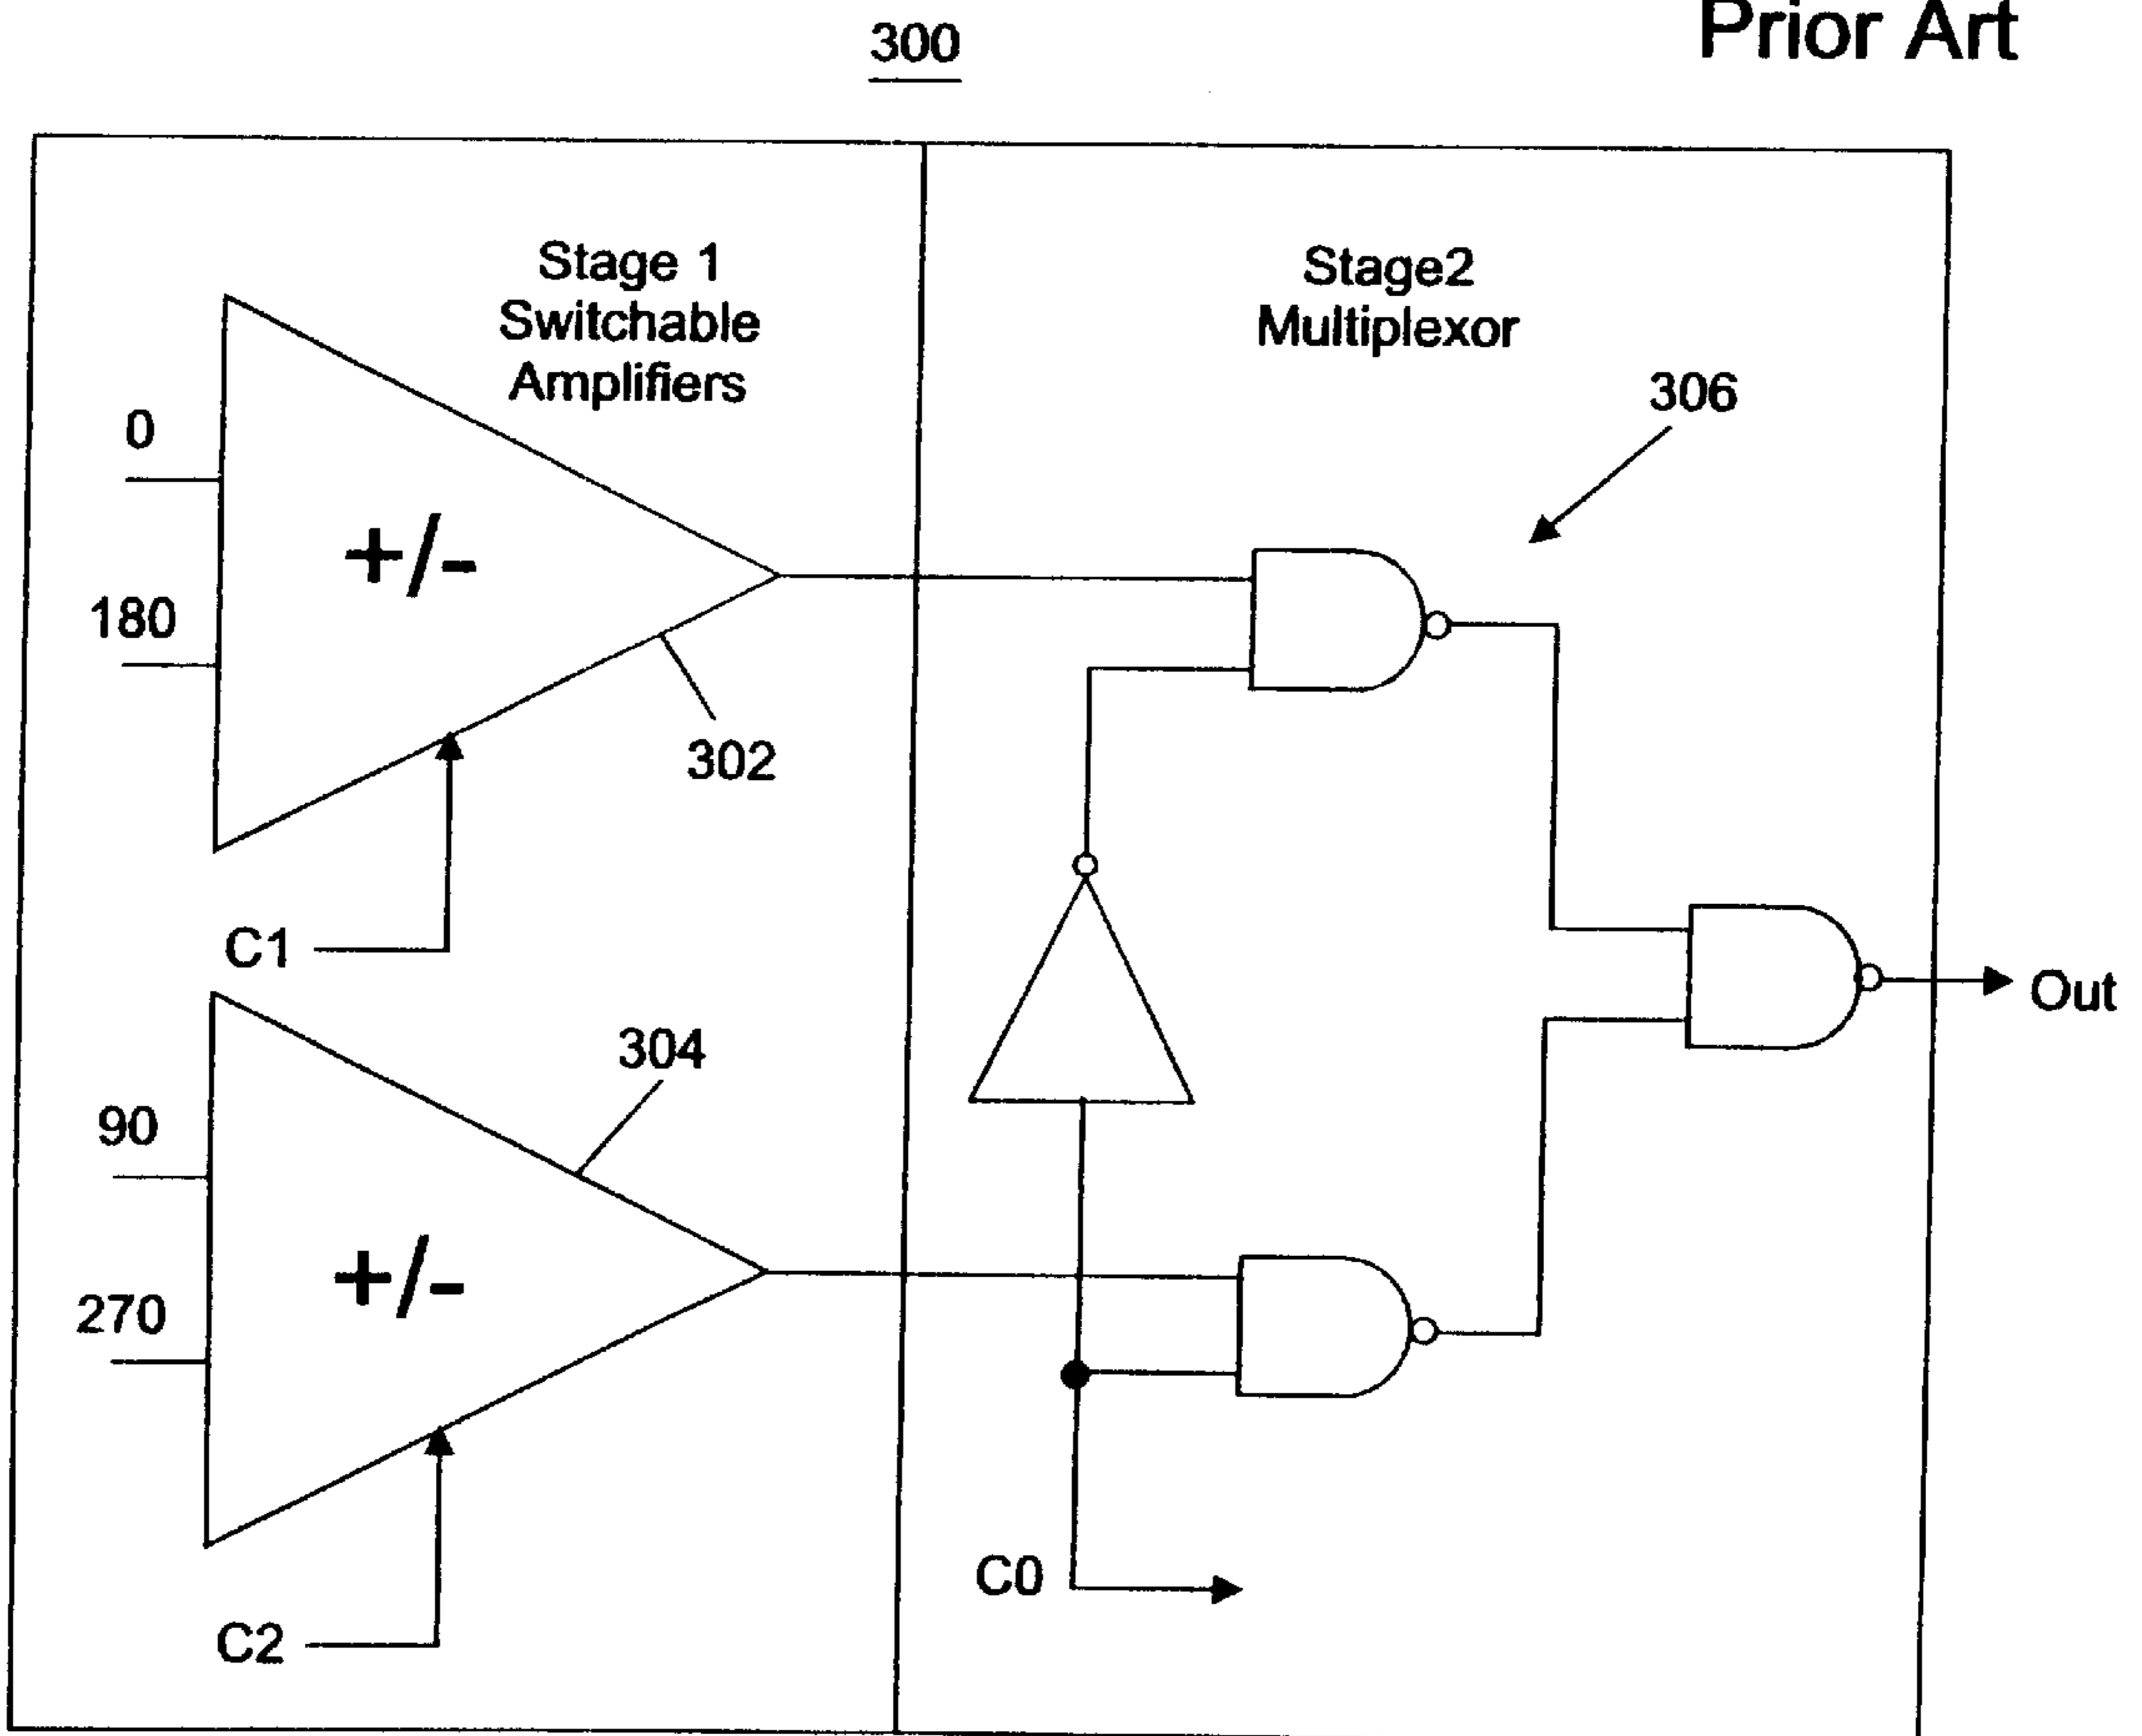 Prior Art
300
Stage 1
Switchable
Amplifiers
Stage2
Multiplexor
306
0
+/-
180
302
C1
304
Out
90
+/-
270
C0
C2